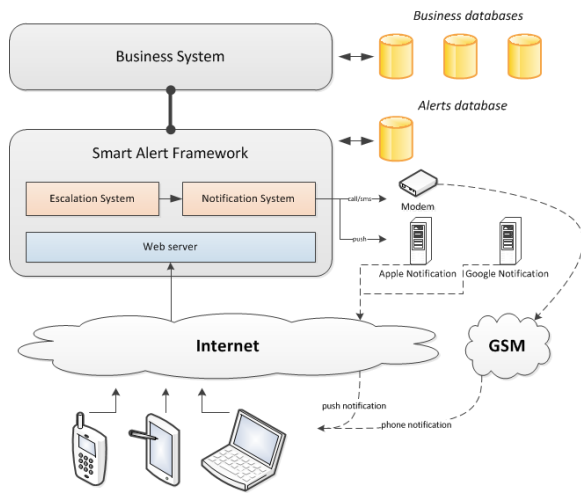 Business databases
Business System
Alerts database
Smart Alert Framework
Escalation System
Notification System
call/sms
Modem
Web server
push
Apple Notification
Google Notification
Internet
GSM
push notification
phone notification